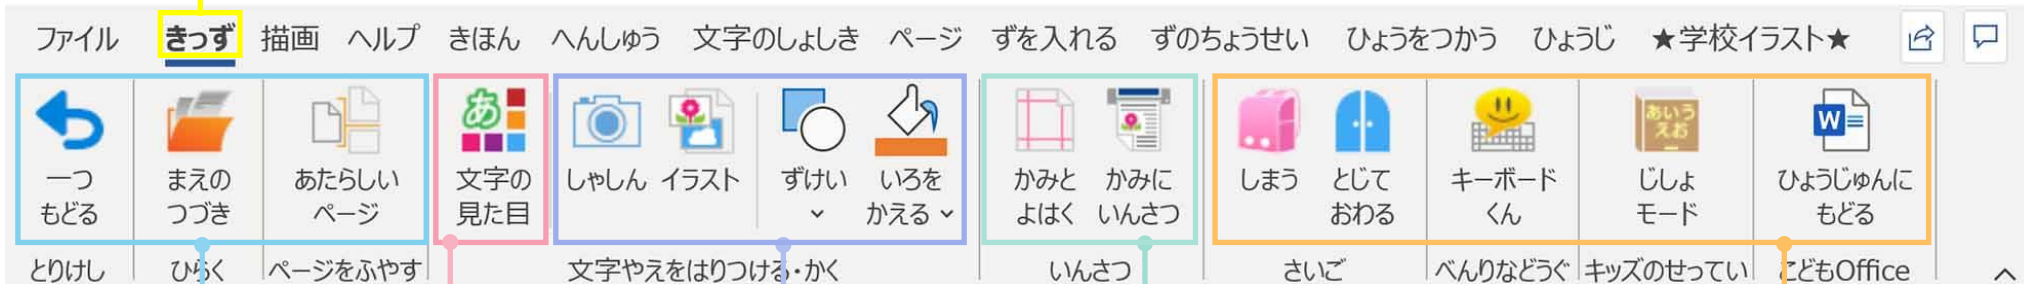 ファイル きっず 描画 ヘルプ きほん へんしゅう 文字のしょしき ページ ずを入れる ずのちょうせい ひょうをつかう ひょうじ ★学校イラスト★
一つ
もどる
まえの
つづき
あたらしい
ページ
あ
文字の
見た目
しゃしん
イラスト
ずけい
いろを
かえる
かみと
よはく
かみに
いんさつ
しまう
とじて
おわる
キーボード
くん
あいう
えお
じしょ
モード
W
ひょうじゅんに
もどる
とりけし ひらく ページをふやす 文字やえをはりつける・かく いんさつ さいご べんりなどうぐ キッズのせってい こどもOffice